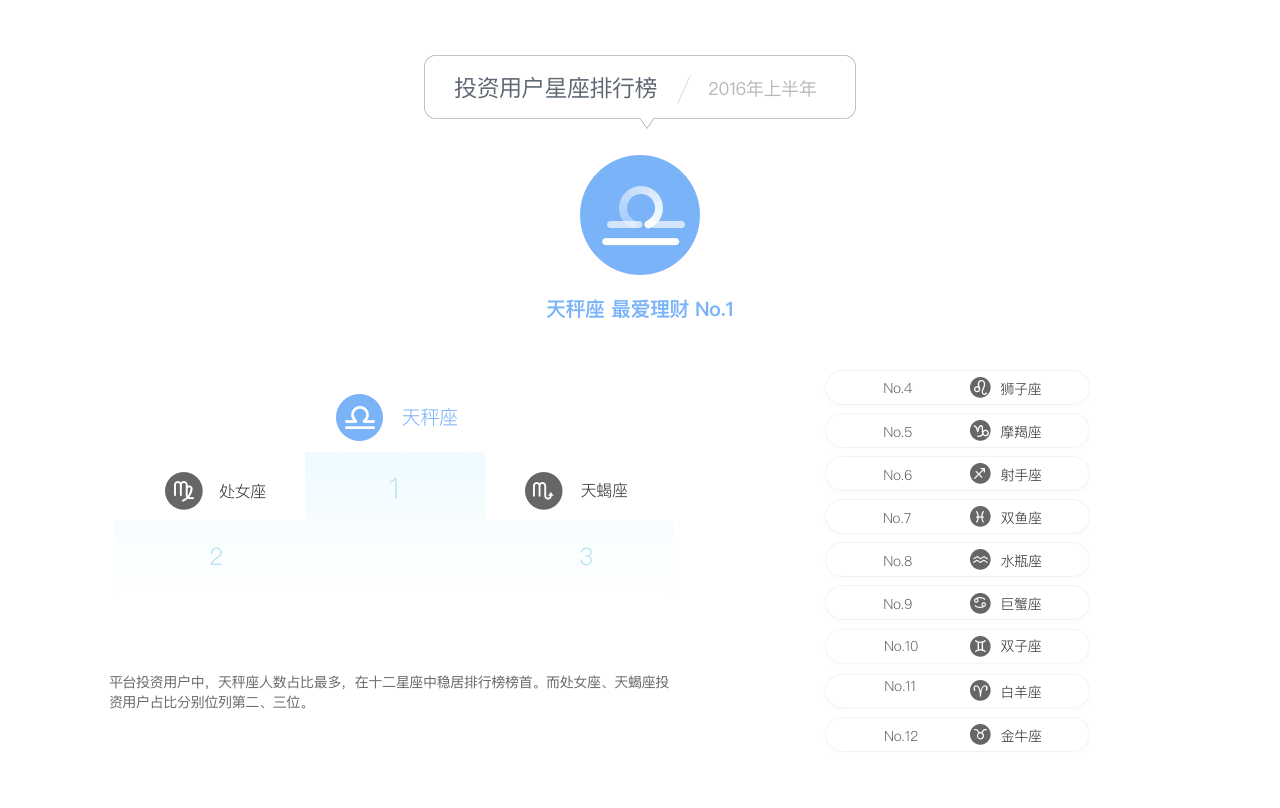 投资用户星座排行榜 / 2016年上半年
天秤座 最爱理财 No.1
天秤座
1
处女座
天蝎座
2
3
平台投资用户中，天秤座人数占比最多，在十二星座中稳居排行榜榜首。而处女座、天蝎座投
资用户占比分别位列第二、三位。
No.4 狮子座
No.5 摩羯座
No.6 射手座
No.7 双鱼座
No.8 水瓶座
No.9 巨蟹座
No.10 双子座
No.11 白羊座
No.12 金牛座